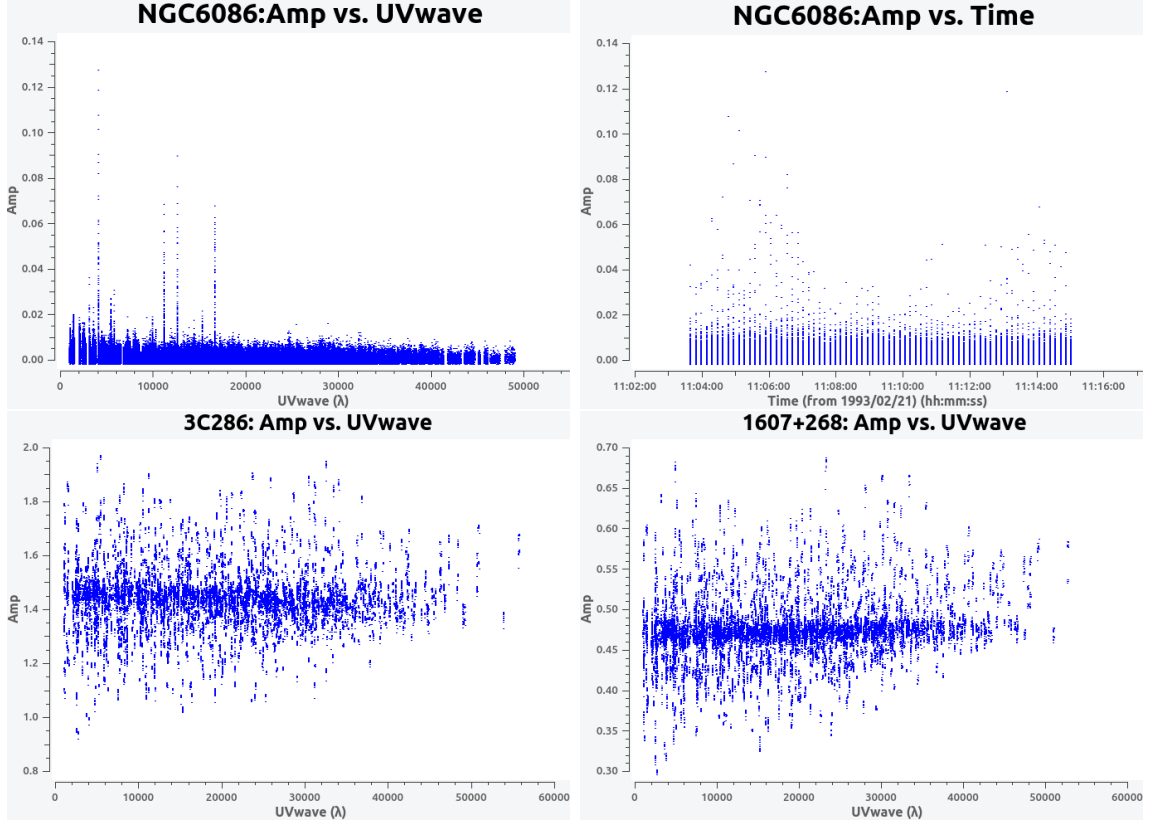 NGC6086:Amp vs. UVwave
0.14
0.12
0.10
0.08
0.06
0.04
0.02
0.00
Amp
0 10000 20000 30000 40000 50000
UVwave (λ)
NGC6086:Amp vs. Time
0.14
0.12
0.10
0.08
0.06
0.04
0.02
0.00
Amp
11:02:00 11:04:00 11:06:00 11:08:00 11:10:00 11:12:00 11:14:00 11:16:00
Time (from 1993/02/21) (hh:mm:ss)
3C286: Amp vs. UVwave
2.0
1.8
1.6
1.4
1.2
1.0
0.8
Amp
0 10000 20000 30000 40000 50000 60000
UVwave (λ)
1607+268: Amp vs. UVwave
0.70
0.65
0.60
0.55
0.50
0.45
0.40
0.35
0.30
Amp
0 10000 20000 30000 40000 50000 60000
UVwave (λ)